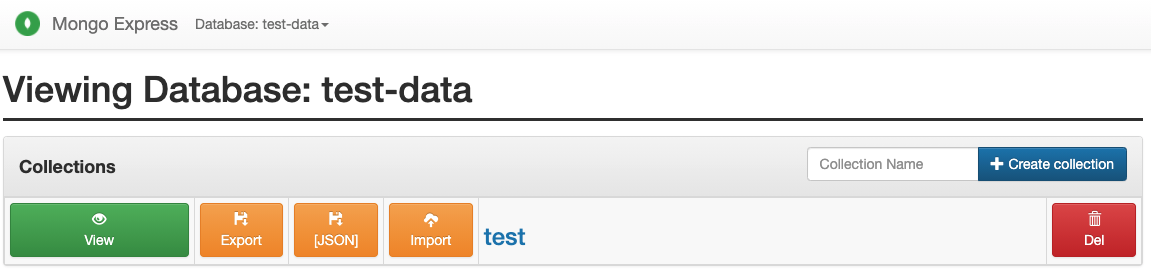 Mongo Express Database: test-data
Viewing Database: test-data
Collections Collection Name Create collection
View Export [JSON] Import test Del